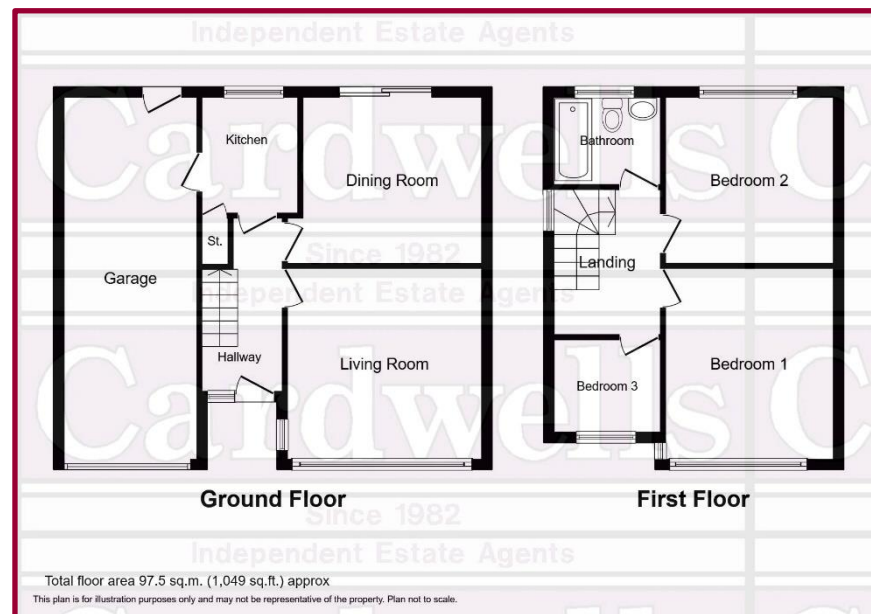 Independent Estate Agents
Cardwells C
Kitchen
Bathroom
Dining Room
Bedroom 2
St.
Since 1982
Landing
Garage
Independent Estate Agents
Hallway
Living Room
Bedroom 3
Bedroom 1
Cardwells C
Ground Floor
First Floor
Since 1982
Independent Estate Agents
Total floor area 97.5 sq.m. (1,049 sq.ft.) approx
This plan is for illustration purposes only and may not be representative of the property. Plan not to scale.